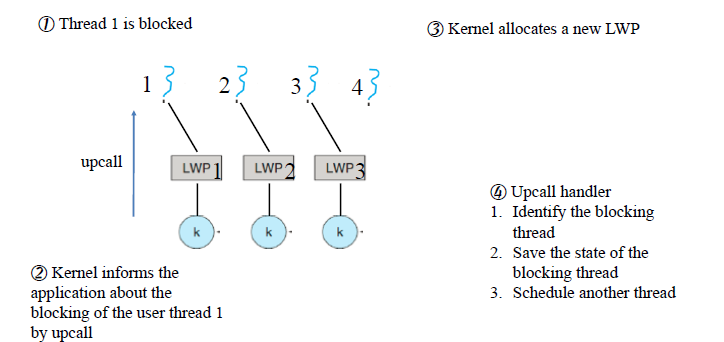 ① Thread 1 is blocked
③ Kernel allocates a new LWP
1 2 3 4
upcall
LWP 1 LWP 2 LWP 3
k k k
④ Upcall handler
1. Identify the blocking
thread
2. Save the state of the
blocking thread
3. Schedule another thread
② Kernel informs the
application about the
blocking of the user thread 1
by upcall